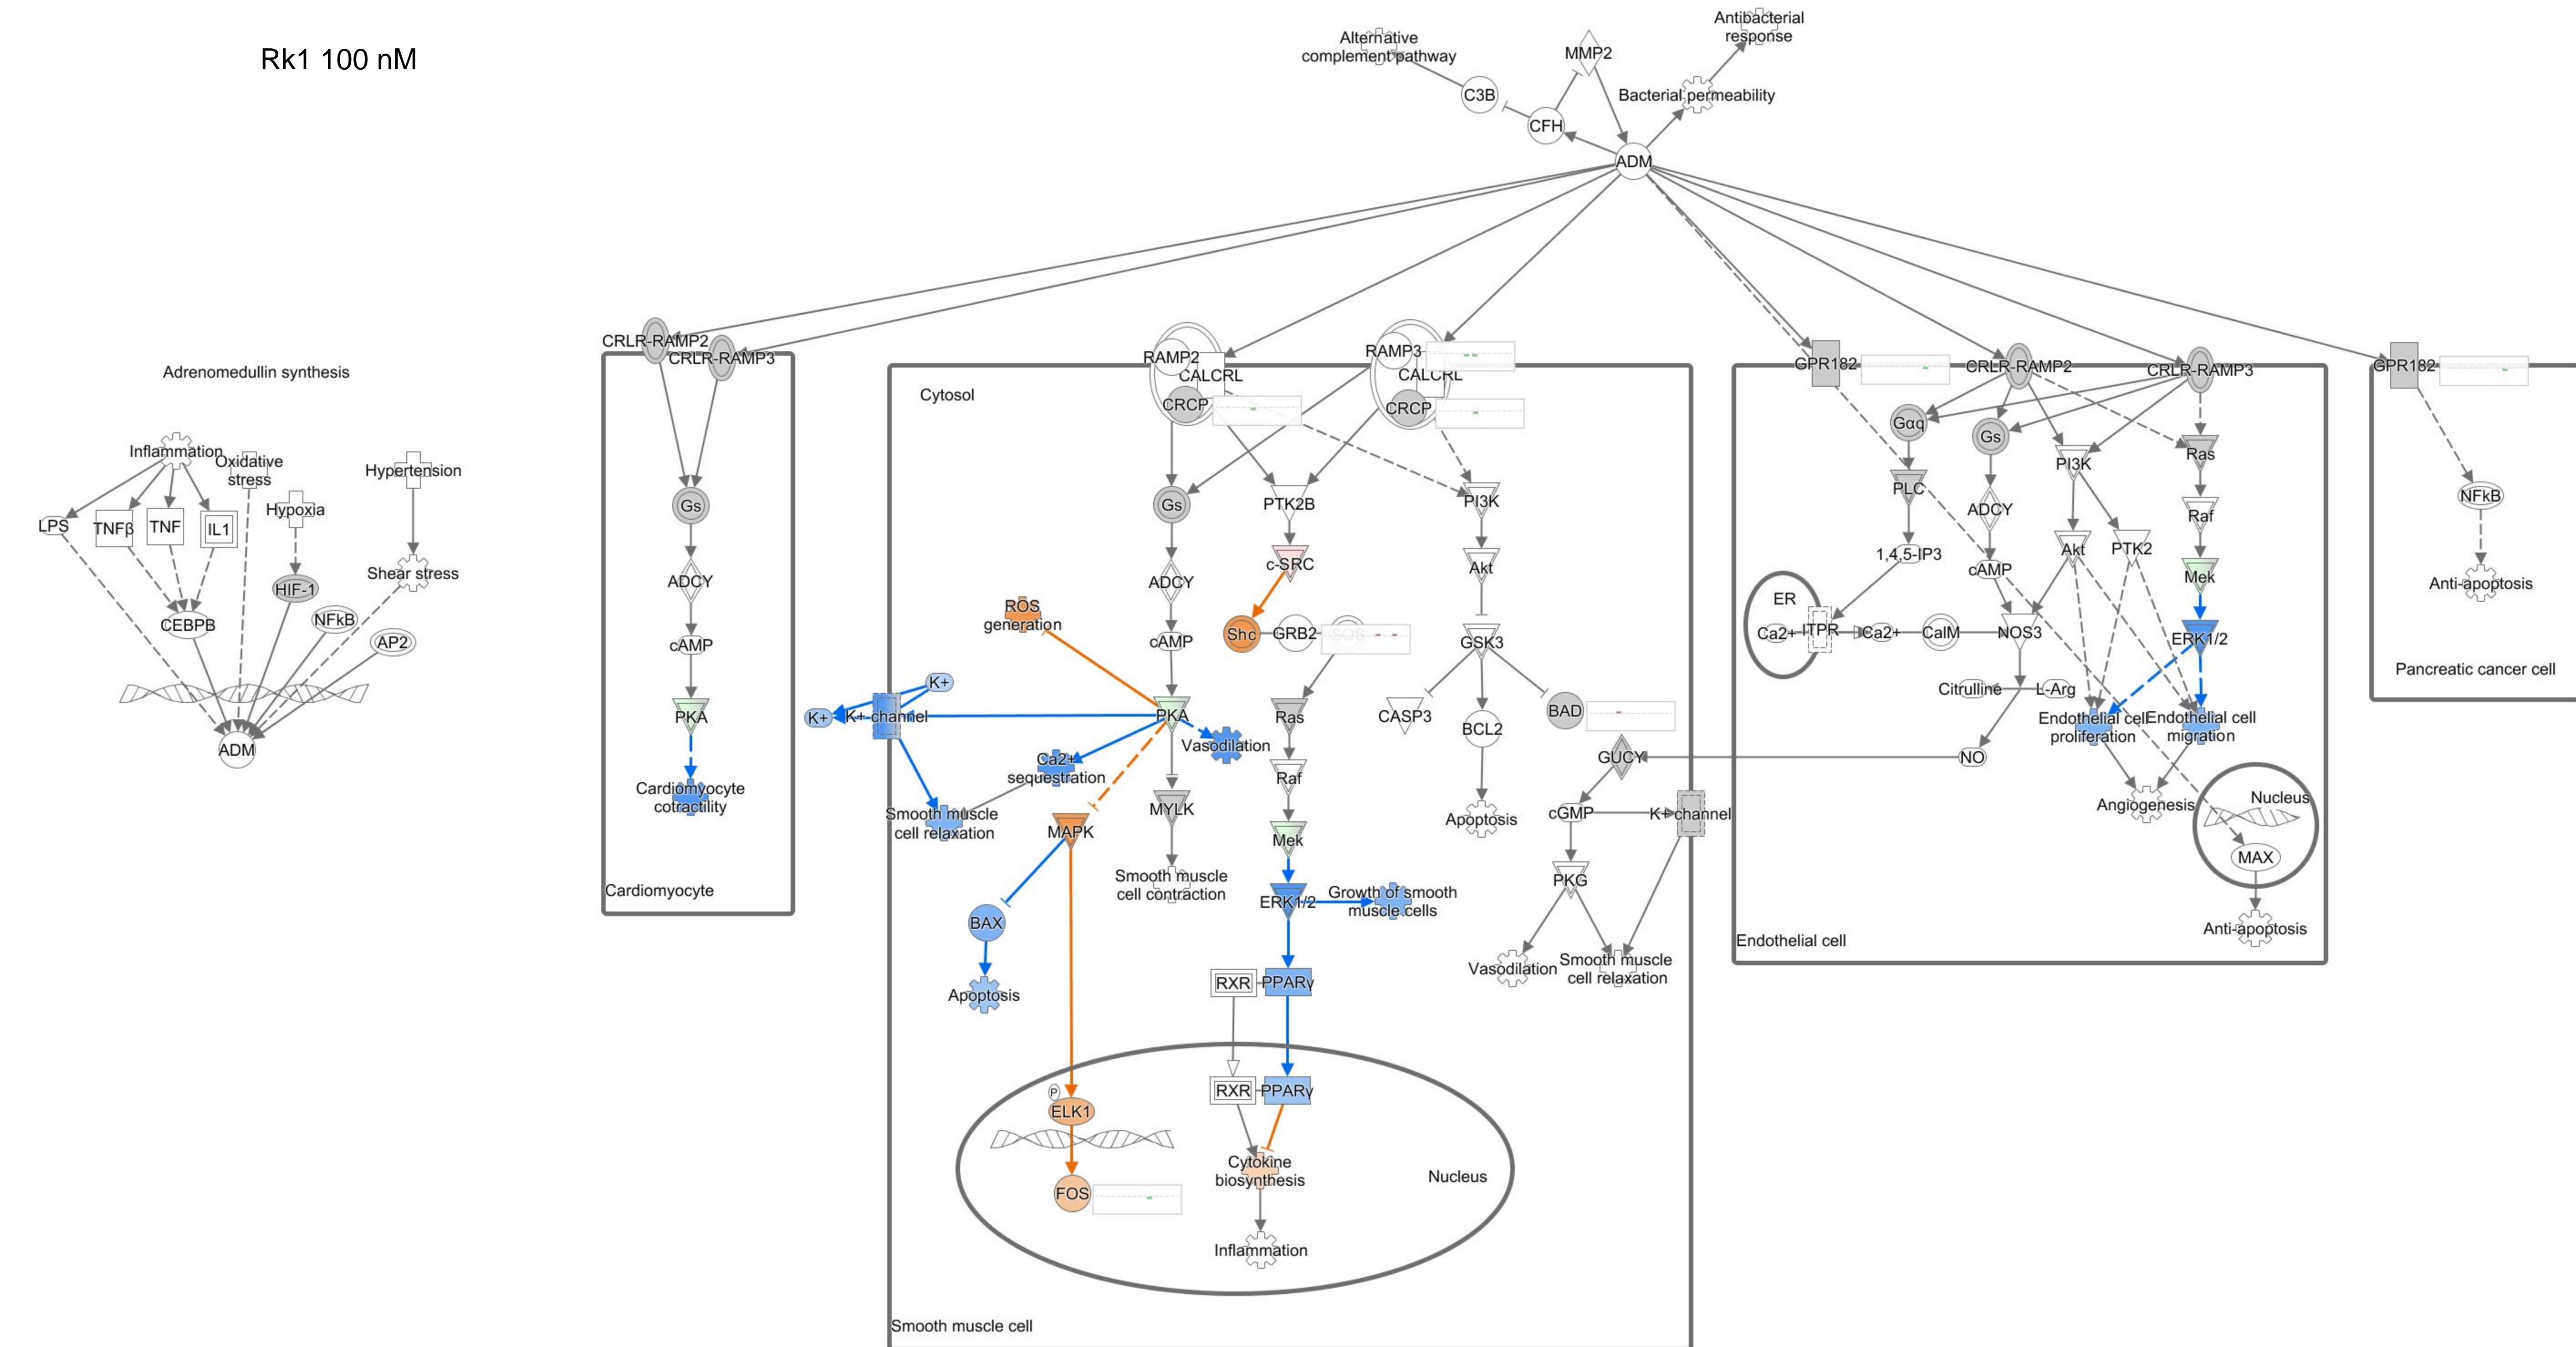 Rk1 100 nM
Alternative
complement pathway
MMP2
Antibacterial
response
C3B
Bacterial permeability
CFH
ADM
Adrenomedullin synthesis
Inflammation
Oxidative
stress
Hypertension
Hypoxia
LPS
TNFβ
TNF
IL1
Shear stress
HIF-1
CEBPB
NFkB
AP2
ADM
CRLR-RAMP2
CRLR-RAMP3
Gs
ADCY
cAMP
PKA
Cardiomyocyte
cotractility
Cardiomyocyte
Cytosol
RAMP2
CALCRL
CRCP
RAMP3
CALCRL
CRCP
Gs
PTK2B
PI3K
ADCY
c-SRC
Akt
ROS
generation
cAMP
Shc
GRB2
SOS
GSK3
K+
K+
K+ channel
PKA
Vasodilation
Ras
CASP3
BCL2
BAD
Ca2+
sequestration
GUCY
Smooth muscle
cell relaxation
MAPK
MYLK
Raf
Apoptosis
cGMP
K+ channel
Mek
Smooth muscle
cell contraction
PKG
BAX
ERK1/2
Growth of smooth
muscle cells
Apoptosis
RXR
PPARγ
Vasodilation
Smooth muscle
cell relaxation
P
ELK1
RXR
PPARγ
FOS
Cytokine
biosynthesis
Nucleus
Inflammation
Smooth muscle cell
GPR182
CRLR-RAMP2
CRLR-RAMP3
Gαq
Gs
PI3K
Ras
PLC
ADCY
Raf
1,4,5-IP3
cAMP
Akt
PTK2
Mek
ER
Ca2+
ITPR
Ca2+
CalM
NOS3
ERK1/2
Citrulline
L-Arg
Endothelial cell
proliferation
Endothelial cell
migration
NO
Angiogenesis
Nucleus
MAX
Anti-apoptosis
Endothelial cell
GPR182
NFkB
Anti-apoptosis
Pancreatic cancer cell